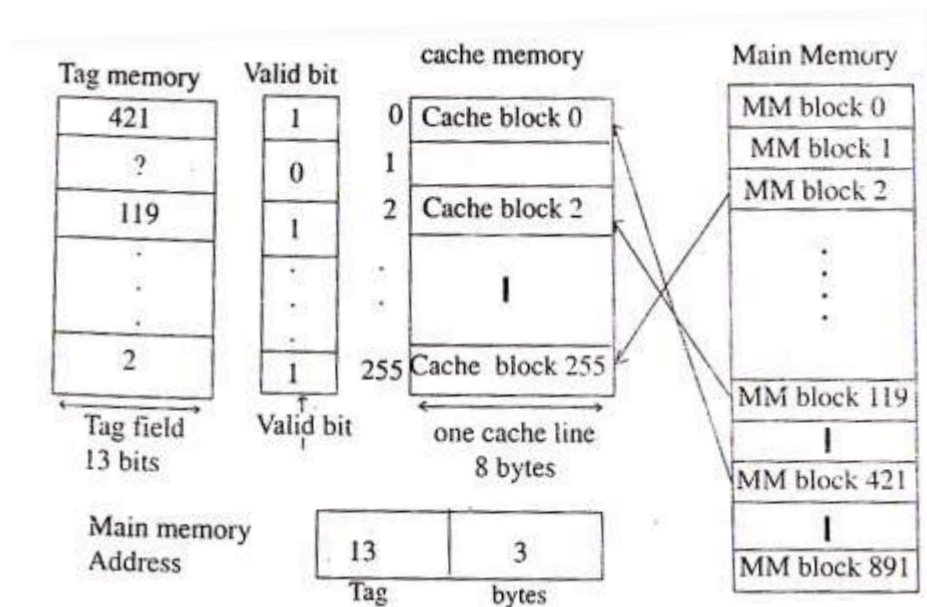 Tag memory
Valid bit
cache memory
Main Memory
421
1
0
Cache block 0
MM block 0
?
0
1
MM block 1
119
1
2
Cache block 2
MM block 2
2
1
255
Cache block 255
MM block 119
Tag field
13 bits
Valid bit
one cache line
8 bytes
MM block 421
MM block 891
Main memory
Address
13
3
Tag
bytes